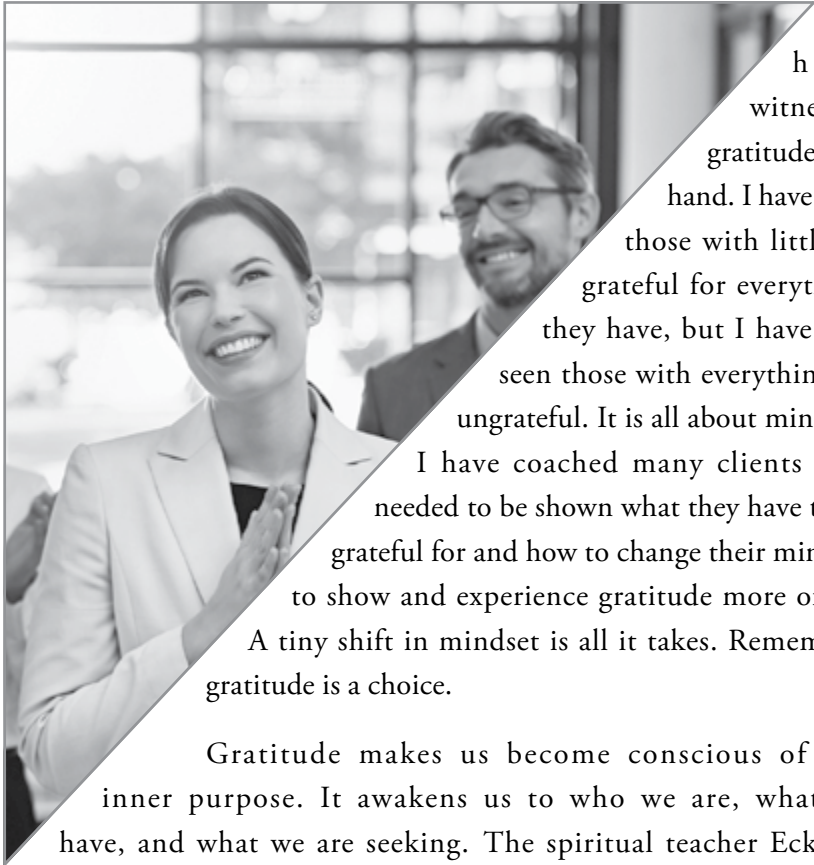 h
witne
gratitude
hand. I have
those with littl
grateful for everyt
they have, but I have
seen those with everythin
ungrateful. It is all about min
I have coached many clients
needed to be shown what they have t
grateful for and how to change their min
to show and experience gratitude more o
A tiny shift in mindset is all it takes. Remem
gratitude is a choice.
Gratitude makes us become conscious of
inner purpose. It awakens us to who we are, what
have, and what we are seeking. The spiritual teacher Eck